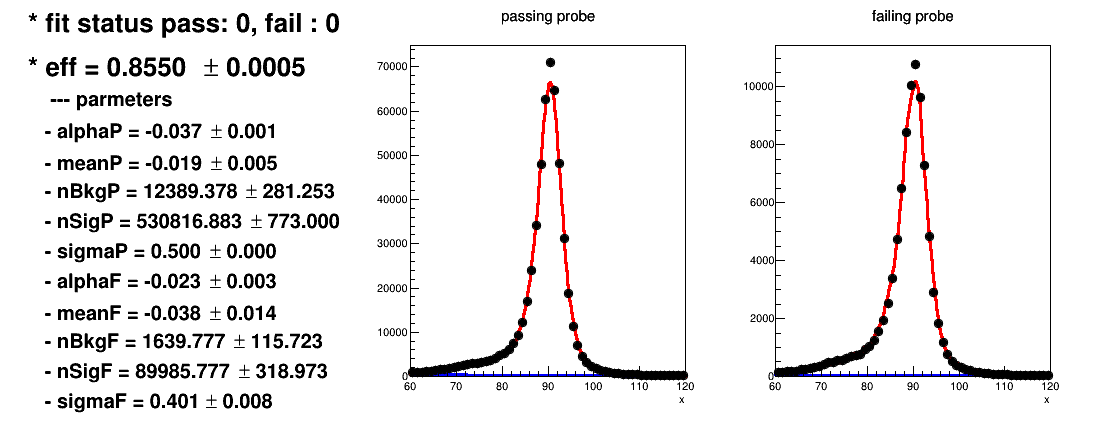 * fit status pass: 0, fail : 0
* eff = 0.8550 ± 0.0005
--- parmeters
- alphaP = -0.037 ± 0.001
- meanP = -0.019 ± 0.005
- nBkgP = 12389.378 ± 281.253
- nSigP = 530816.883 ± 773.000
- sigmaP = 0.500 ± 0.000
- alphaF = -0.023 ± 0.003
- meanF = -0.038 ± 0.014
- nBkgF = 1639.777 ± 115.723
- nSigF = 89985.777 ± 318.973
- sigmaF = 0.401 ± 0.008
passing probe
70000
60000
50000
40000
30000
20000
10000
0
60 70 80 90 100 110 120
x
failing probe
10000
8000
6000
4000
2000
0
60 70 80 90 100 110 120
x